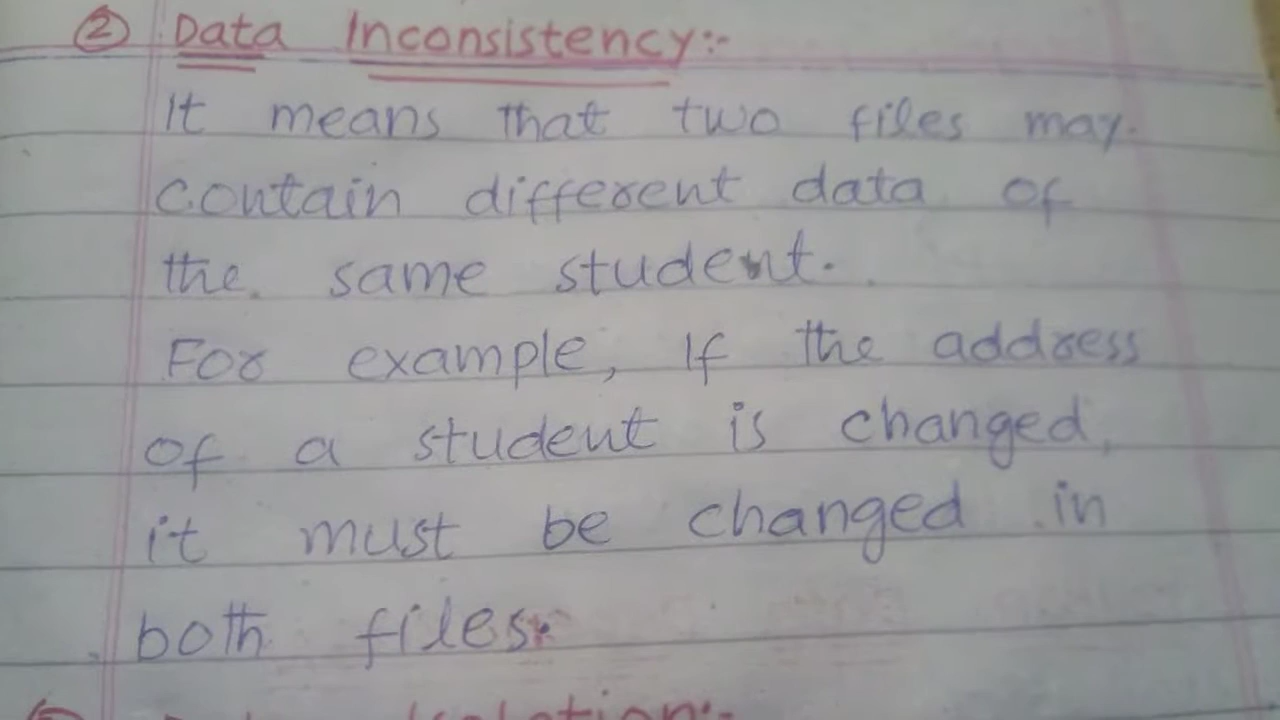 ② Data Inconsistency:-
It means that two files may
contain different data of
the same student.
For example, If the address
of a student is changed,
it must be changed in
both files.